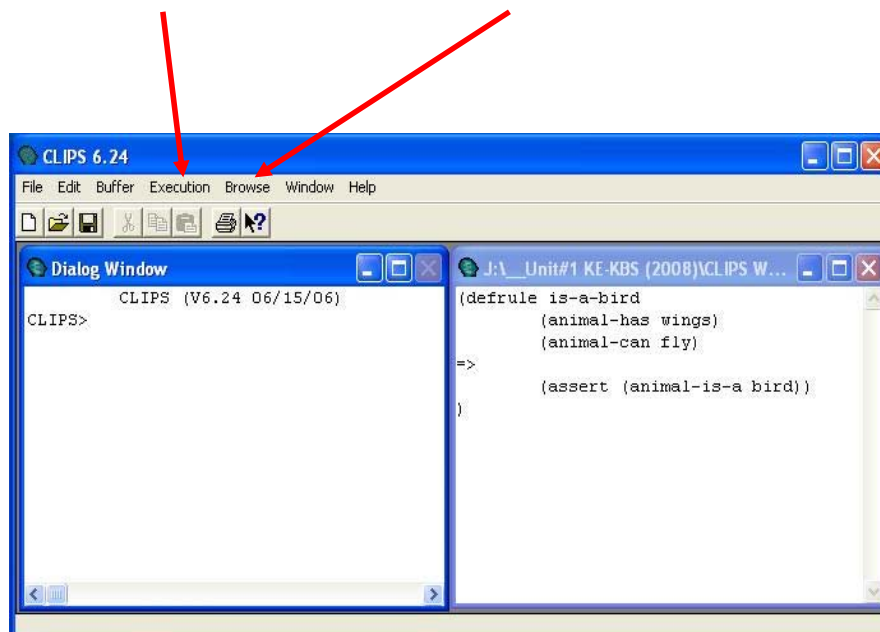 CLIPS 6.24
File Edit Buffer Execution Browse Window Help
Dialog Window
CLIPS (V6.24 06/15/06)
CLIPS>
J:\__Unit#1 KE-KBS (2008)\CLIPS W...
(defrule is-a-bird
(animal-has wings)
(animal-can fly)
=>
(assert (animal-is-a bird))
)